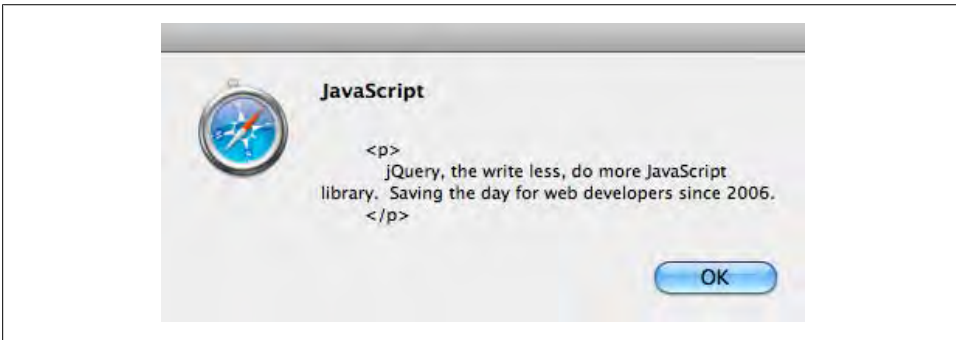 JavaScript
<p>
jQuery, the write less, do more JavaScript
library.  Saving the day for web developers since 2006.
</p>
OK